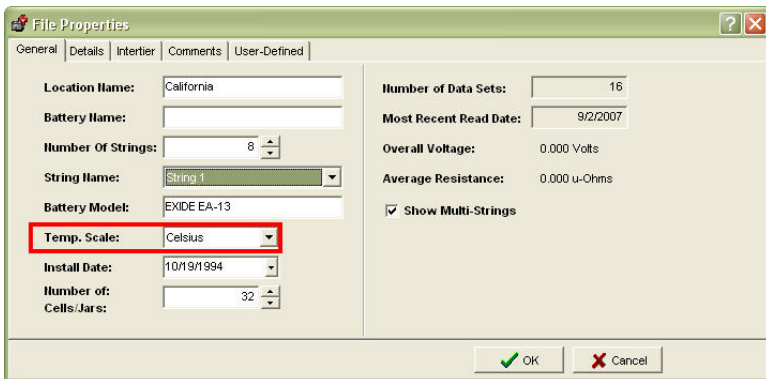 File Properties
General Details Intertier Comments User-Defined
Location Name: California
Battery Name:
Number Of Strings: 8
String Name: String 1
Battery Model: EXIDE EA-13
Temp. Scale: Celsius
Install Date: 10/19/1994
Number of: Cells/Jars: 32
Number of Data Sets: 16
Most Recent Read Date: 9/2/2007
Overall Voltage: 0.000 Volts
Average Resistance: 0.000 u-Ohms
Show Multi-Strings
OK Cancel